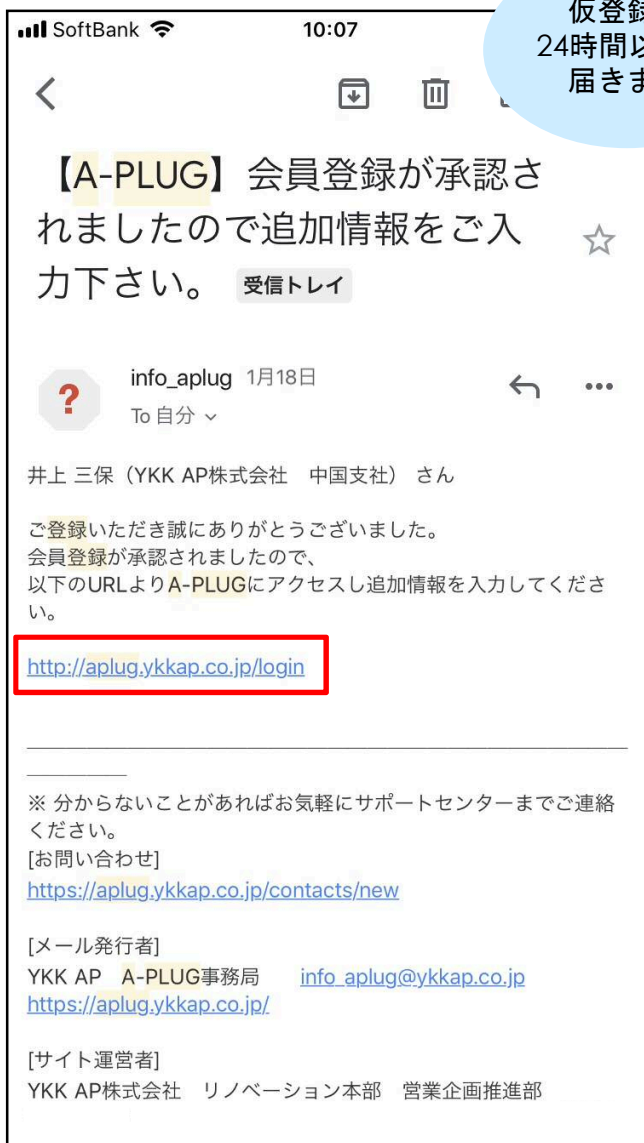 SoftBank 10:07
仮登録
24時間以
届きま
【A-PLUG】会員登録が承認さ
れましたので追加情報をご入
力下さい。 受信トレイ
?
info_aplug 1月18日
To 自分
井上 三保（YKK AP株式会社　中国支社） さん
ご登録いただき誠にありがとうございました。
会員登録が承認されましたので、
以下のURLよりA-PLUGにアクセスし追加情報を入力してくださ
い。
http://aplug.ykkap.co.jp/login
※ 分からないことがあればお気軽にサポートセンターまでご連絡
ください。
[お問い合わせ]
https://aplug.ykkap.co.jp/contacts/new
[メール発行者]
YKK AP　A-PLUG事務局　　info_aplug@ykkap.co.jp
https://aplug.ykkap.co.jp/
[サイト運営者]
YKK AP株式会社　リノベーション本部　営業企画推進部